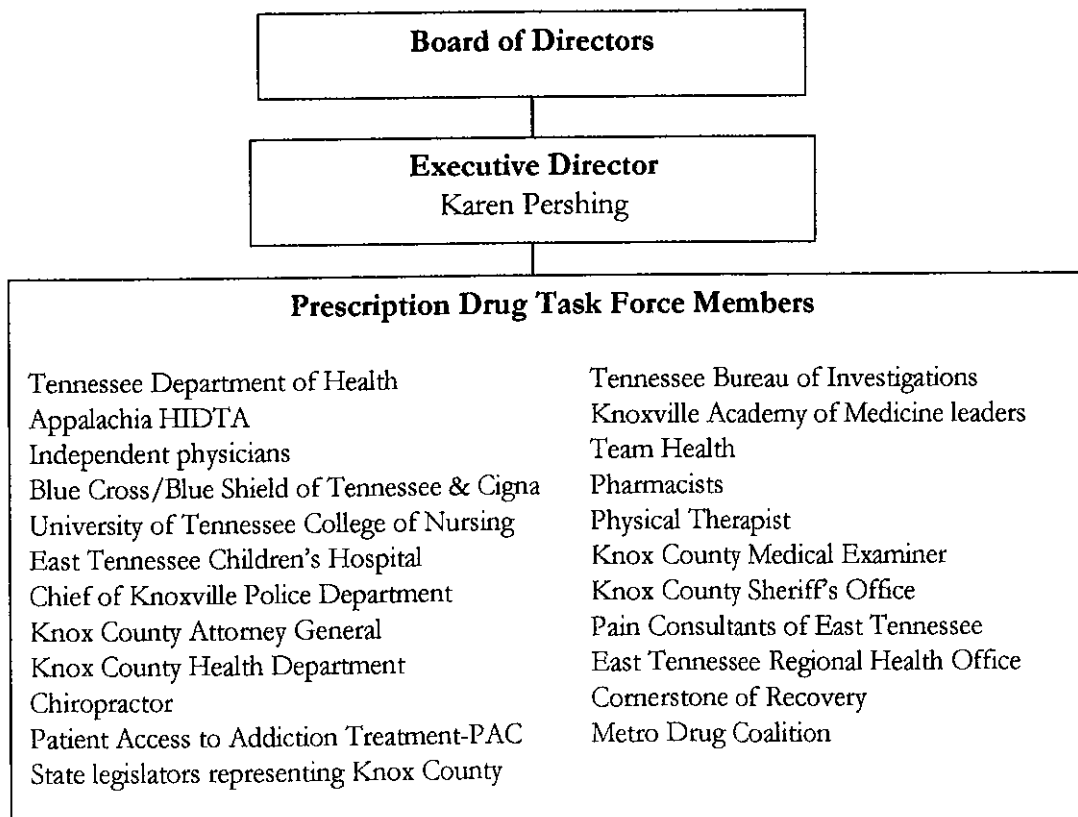 Board of Directors
Executive Director
Karen Pershing
Prescription Drug Task Force Members
Tennessee Department of Health
Appalachia HIDTA
Independent physicians
Blue Cross/Blue Shield of Tennessee & Cigna
University of Tennessee College of Nursing
East Tennessee Children's Hospital
Chief of Knoxville Police Department
Knox County Attorney General
Knox County Health Department
Chiropractor
Patient Access to Addiction Treatment-PAC
State legislators representing Knox County
Tennessee Bureau of Investigations
Knoxville Academy of Medicine leaders
Team Health
Pharmacists
Physical Therapist
Knox County Medical Examiner
Knox County Sheriff's Office
Pain Consultants of East Tennessee
East Tennessee Regional Health Office
Cornerstone of Recovery
Metro Drug Coalition